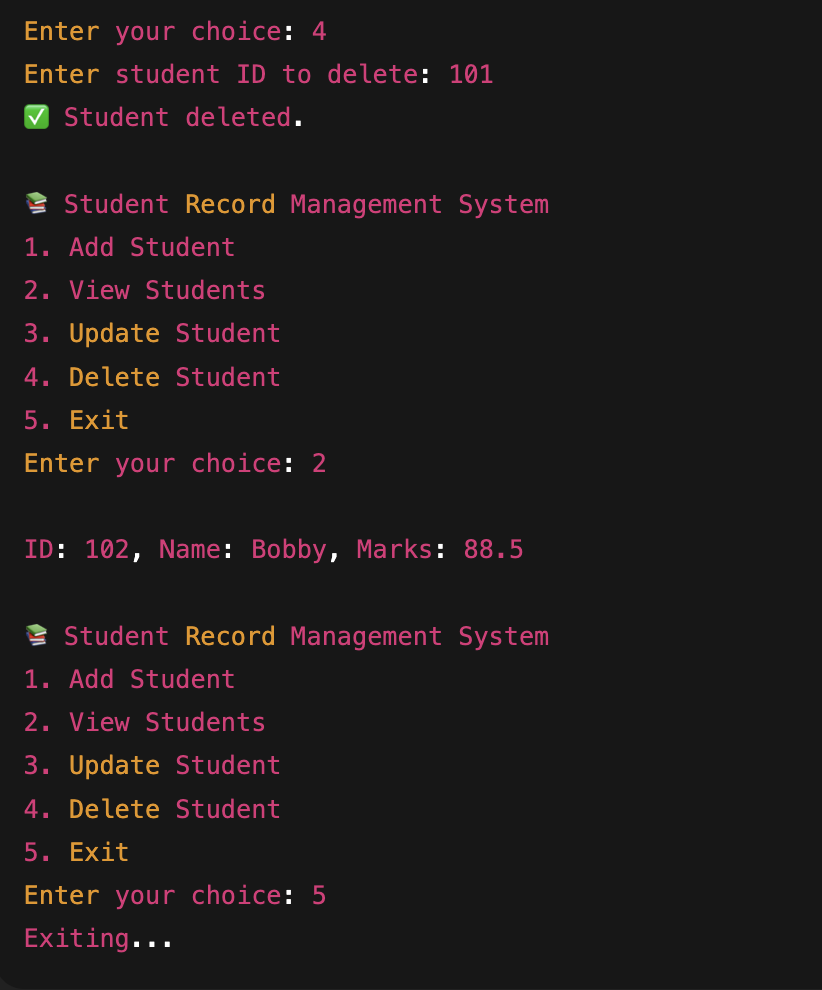 Enter your choice: 4
Enter student ID to delete: 101
✅ Student deleted.
📚 Student Record Management System
1. Add Student
2. View Students
3. Update Student
4. Delete Student
5. Exit
Enter your choice: 2
ID: 102, Name: Bobby, Marks: 88.5
📚 Student Record Management System
1. Add Student
2. View Students
3. Update Student
4. Delete Student
5. Exit
Enter your choice: 5
Exiting...